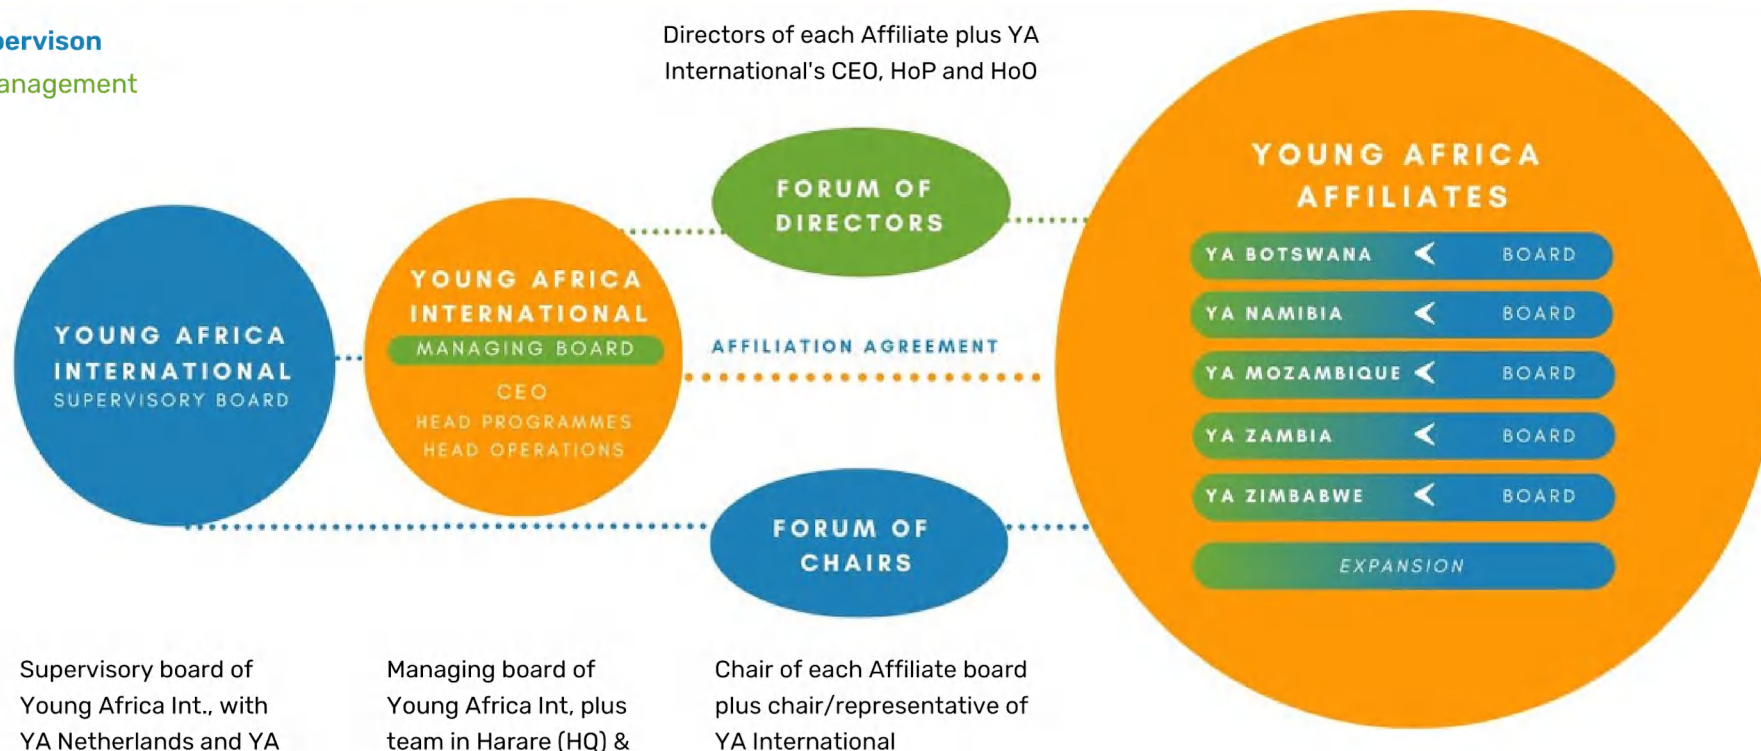 pervison
anagement
Directors of each Affiliate plus YA
International's CEO, HoP and HoO
FORUM OF
DIRECTORS
YOUNG AFRICA
INTERNATIONAL
SUPERVISORY BOARD
YOUNG AFRICA
INTERNATIONAL
MANAGING BOARD
CEO
HEAD PROGRAMMES
HEAD OPERATIONS
AFFILIATION AGREEMENT
FORUM OF
CHAIRS
YOUNG AFRICA
AFFILIATES
YA BOTSWANA < BOARD
YA NAMIBIA < BOARD
YA MOZAMBIQUE < BOARD
YA ZAMBIA < BOARD
YA ZIMBABWE < BOARD
EXPANSION
Supervisory board of
Young Africa Int., with
YA Netherlands and YA
Managing board of
Young Africa Int, plus
team in Harare (HQ) &
Chair of each Affiliate board
plus chair/representative of
YA International